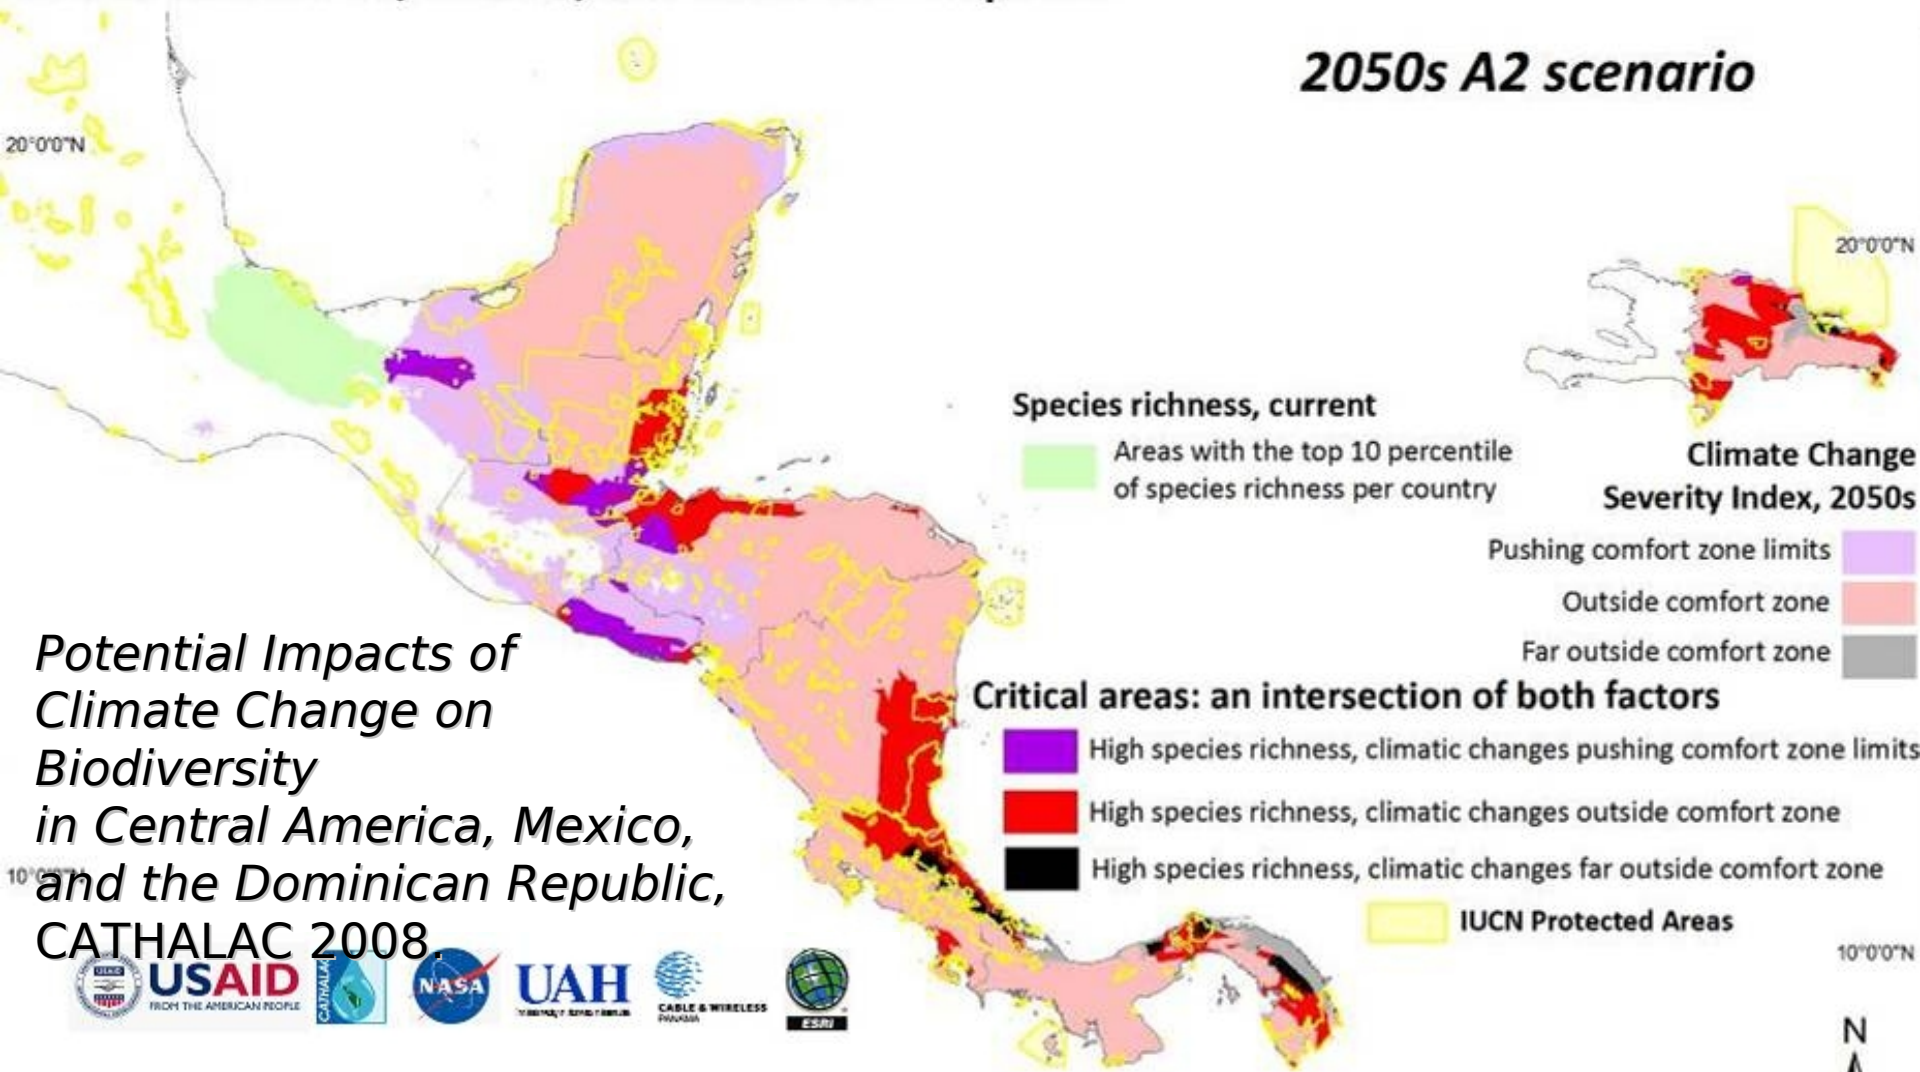 2050s A2 scenario
20°0'0"N
20°0'0"N
Species richness, current
Areas with the top 10 percentile
of species richness per country
Climate Change
Severity Index, 2050s
Pushing comfort zone limits
Outside comfort zone
Far outside comfort zone
Critical areas: an intersection of both factors
High species richness, climatic changes pushing comfort zone limits
High species richness, climatic changes outside comfort zone
High species richness, climatic changes far outside comfort zone
IUCN Protected Areas
Potential Impacts of
Climate Change on
Biodiversity
in Central America, Mexico,
and the Dominican Republic,
CATHALAC 2008.
10°0'0"N
10°0'0"N
USAID
USAID
FROM THE AMERICAN PEOPLE
CATHALAC
NASA
UAH
CABLE & WIRELESS
PANAMA
ESRI
N